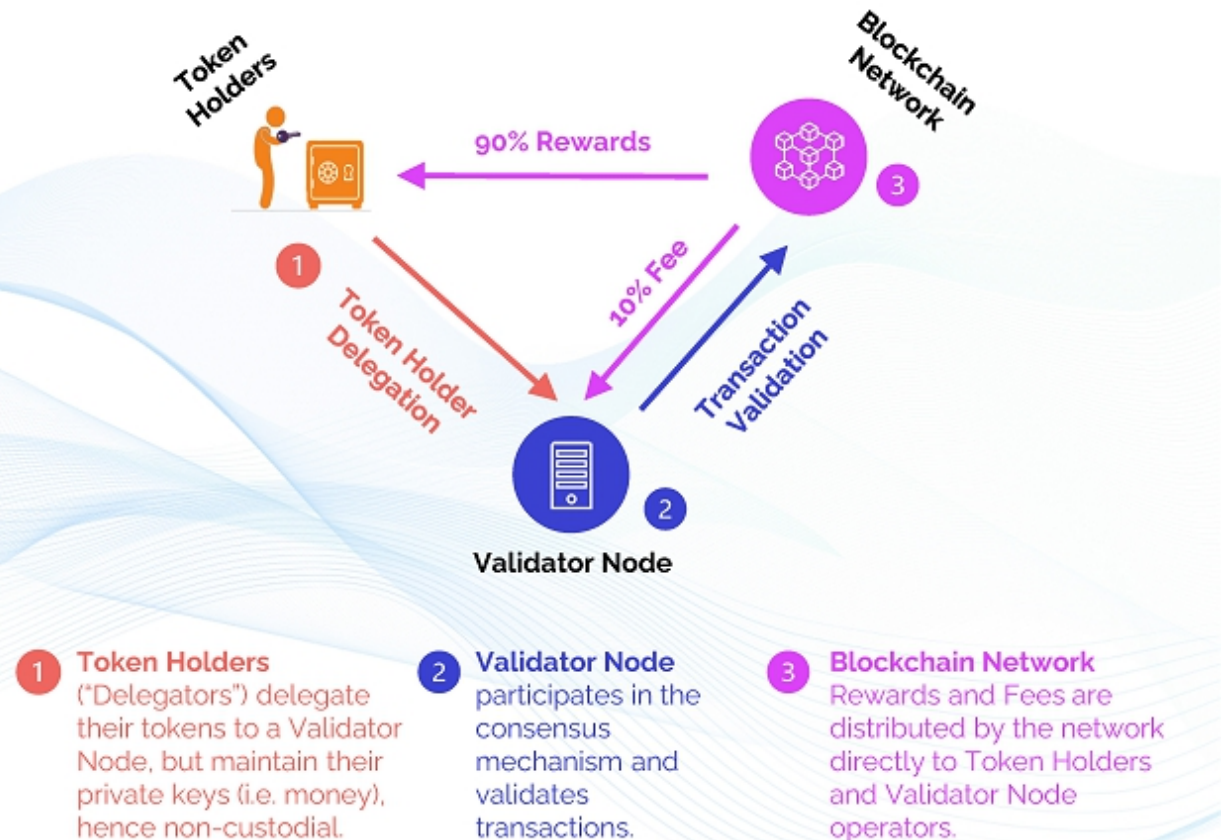 Token
Holders
Blockchain
Network
90% Rewards
3
1
10% Fee
Token Holder
Delegation
Transaction
Validation
2
Validator Node
1
Token Holders
(“Delegators”) delegate
their tokens to a Validator
Node, but maintain their
private keys (i.e. money),
hence non-custodial.
2
Validator Node
participates in the
consensus
mechanism and
validates
transactions.
3
Blockchain Network
Rewards and Fees are
distributed by the network
directly to Token Holders
and Validator Node
operators.